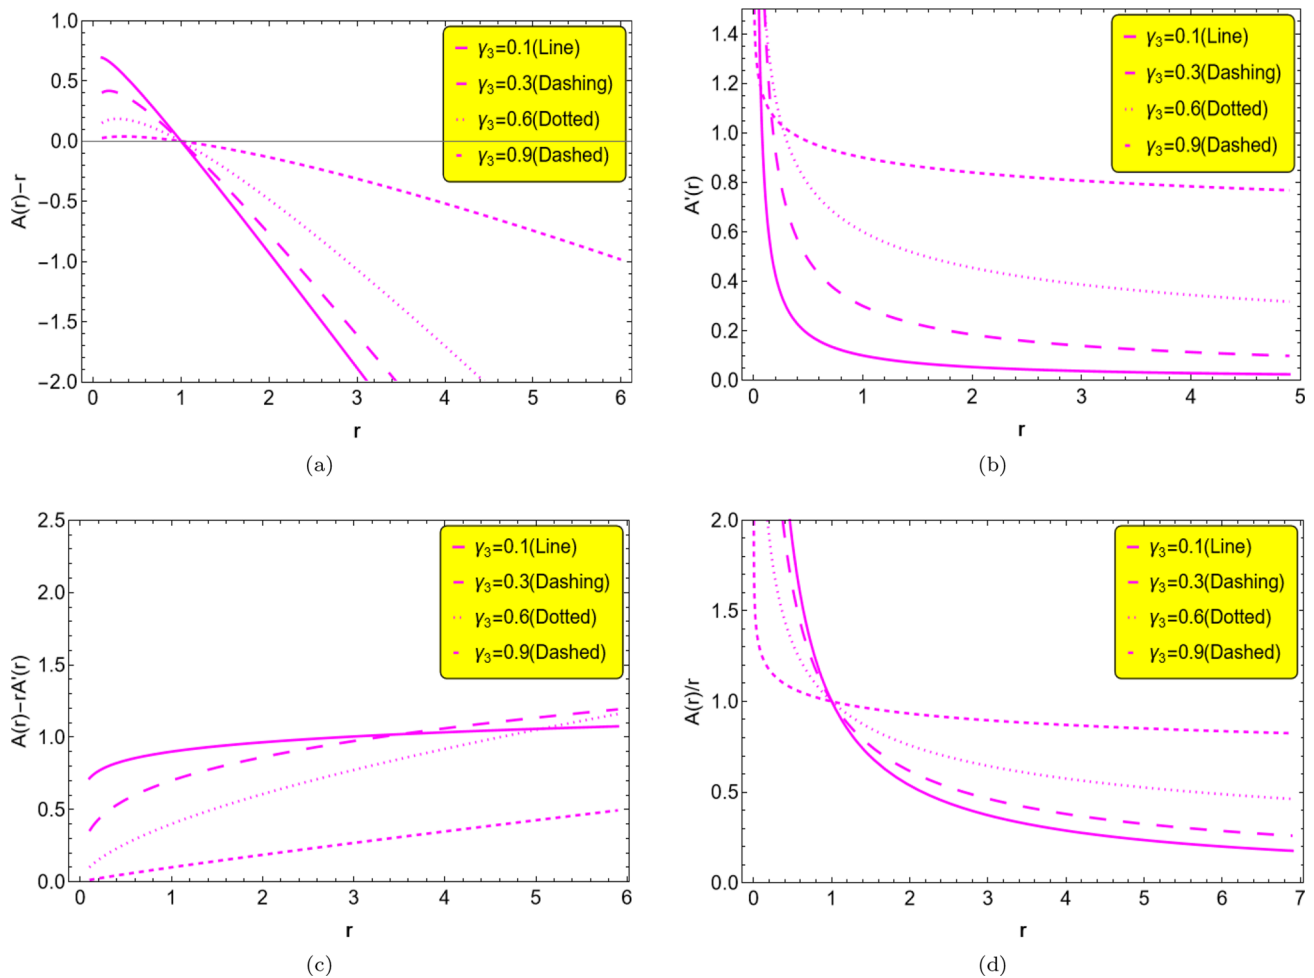 1.0
0.5
0.0
−0.5
−1.0
−1.5
−2.0
A(r)−r
γ3=0.1(Line)
γ3=0.3(Dashing)
γ3=0.6(Dotted)
γ3=0.9(Dashed)
0 1 2 3 4 5 6
r
(a)
1.4
1.2
1.0
0.8
0.6
0.4
0.2
0.0
A'(r)
γ3=0.1(Line)
γ3=0.3(Dashing)
γ3=0.6(Dotted)
γ3=0.9(Dashed)
0 1 2 3 4 5
r
(b)
2.5
2.0
1.5
1.0
0.5
0.0
A(r)−rA'(r)
γ3=0.1(Line)
γ3=0.3(Dashing)
γ3=0.6(Dotted)
γ3=0.9(Dashed)
0 1 2 3 4 5 6
r
(c)
2.0
1.5
1.0
0.5
0.0
A(r)/r
γ3=0.1(Line)
γ3=0.3(Dashing)
γ3=0.6(Dotted)
γ3=0.9(Dashed)
0 1 2 3 4 5 6 7
r
(d)